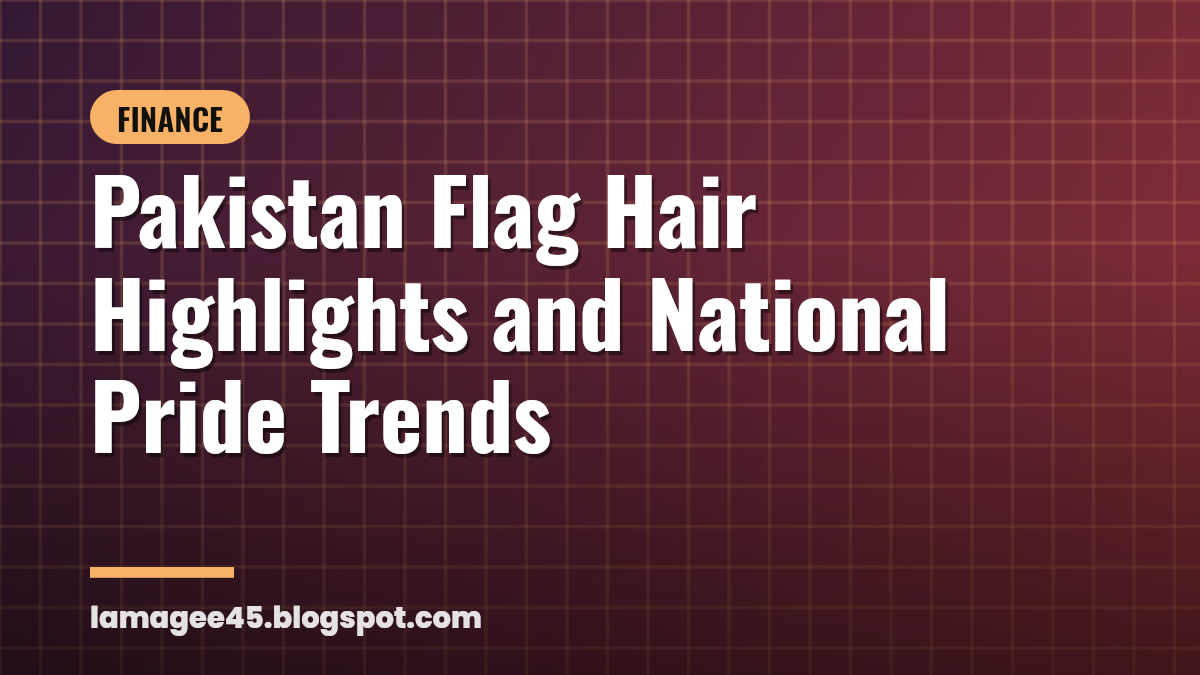 FINANCE
Pakistan Flag Hair
Highlights and National
Pride Trends
lamagee45.blogspot.com